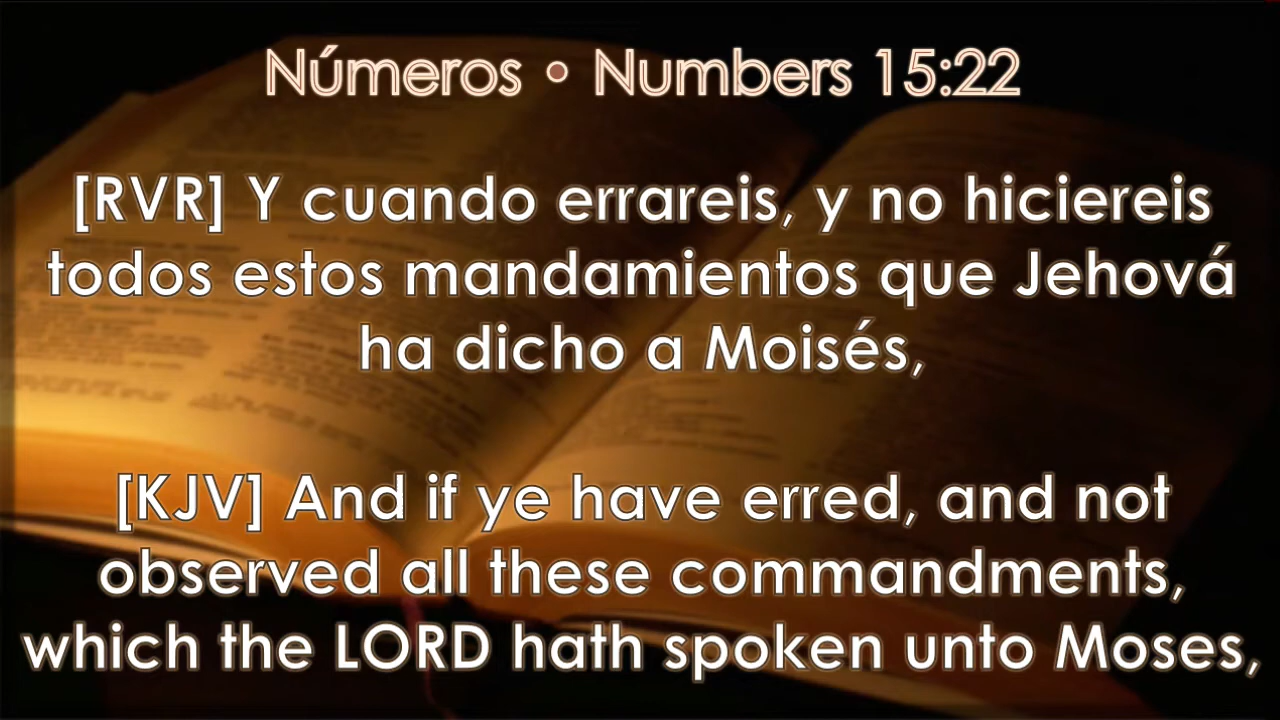 Números • Numbers 15:22
[RVR] Y cuando errareis, y no hiciereis
todos estos mandamientos que Jehová
ha dicho a Moisés,
[KJV] And if ye have erred, and not
observed all these commandments,
which the LORD hath spoken unto Moses,